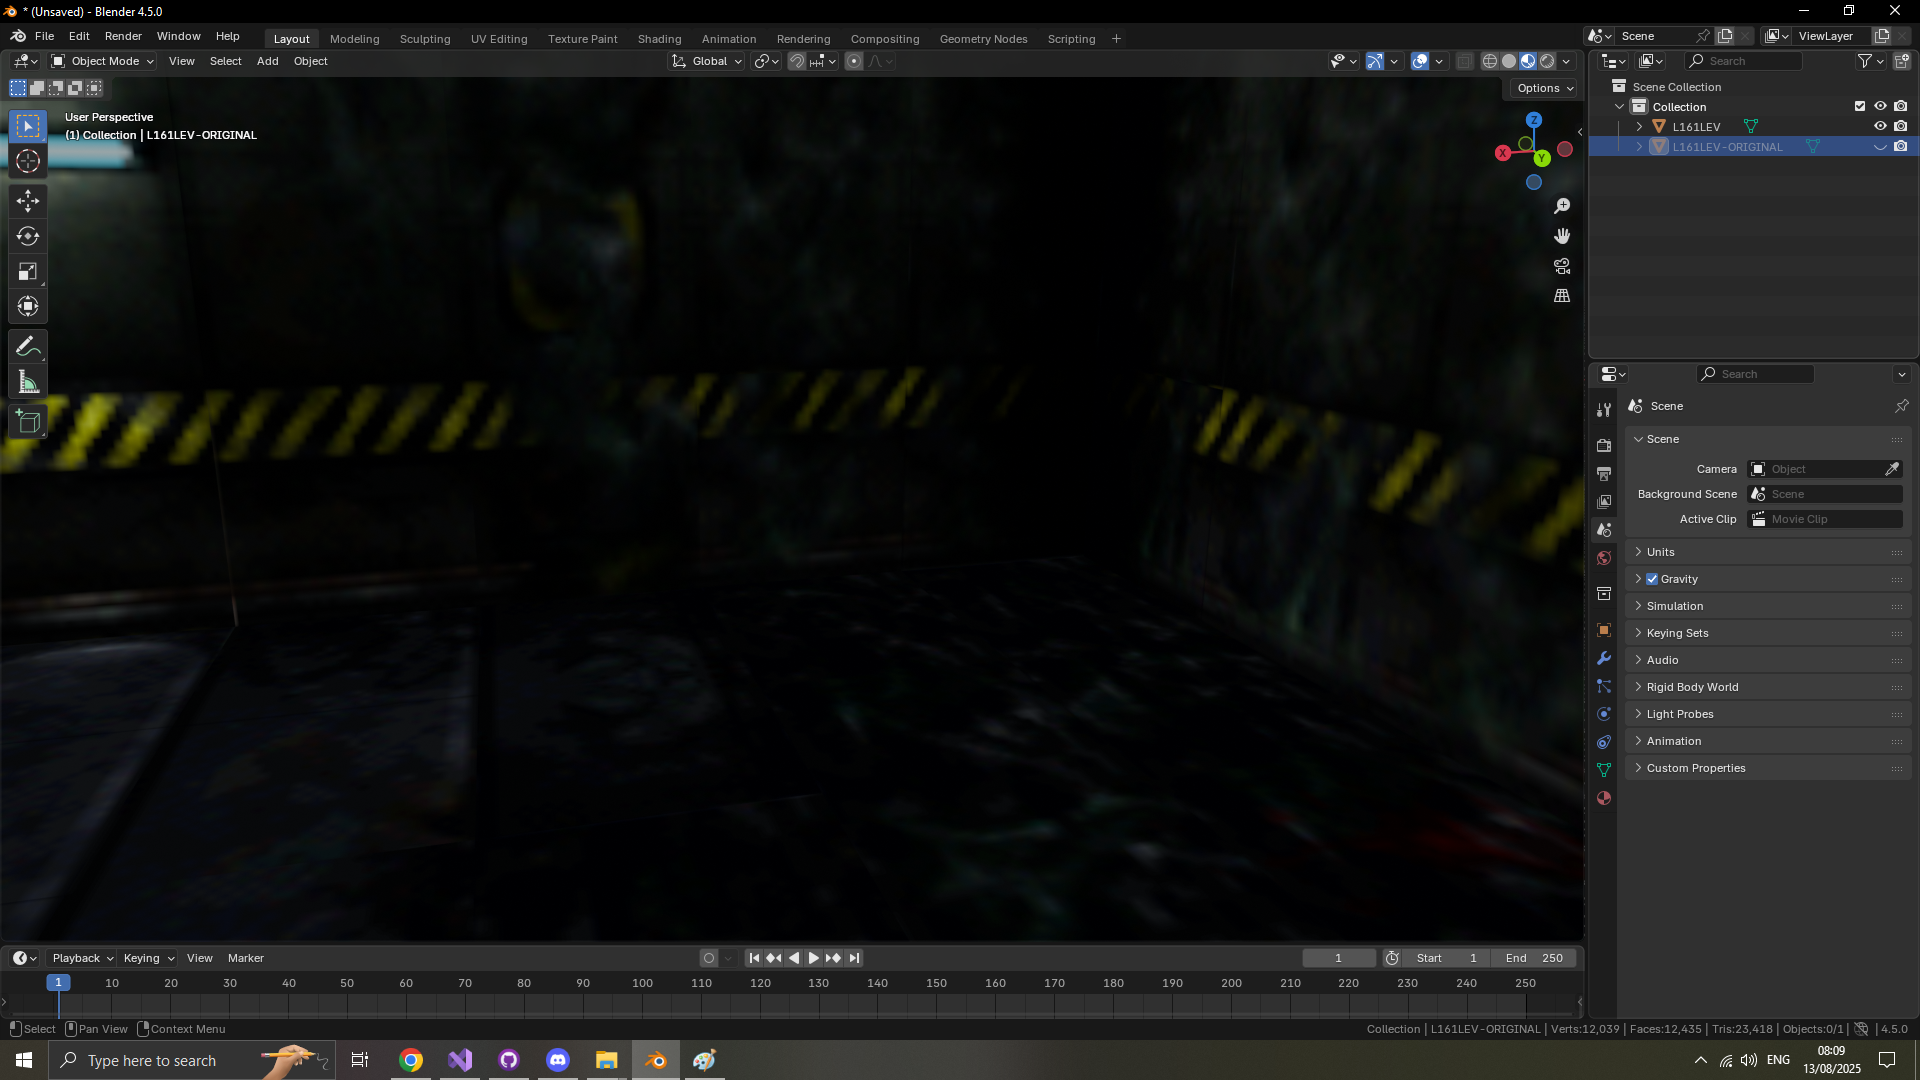 * (Unsaved) - Blender 4.5.0
File Edit Render Window Help
Layout Modeling Sculpting UV Editing Texture Paint Shading Animation Rendering Compositing Geometry Nodes Scripting +
Scene ViewLayer
Object Mode View Select Add Object
Global
Options
User Perspective
(1) Collection | L161LEV-ORIGINAL
Z
X
Y
Search
Scene Collection
Collection
L161LEV
L161LEV-ORIGINAL
Search
Scene
Scene
Camera Object
Background Scene Scene
Active Clip Movie Clip
Units
Gravity
Simulation
Keying Sets
Audio
Rigid Body World
Light Probes
Animation
Custom Properties
Playback Keying View Marker
1 Start 1 End 250
1 10 20 30 40 50 60 70 80 90 100 110 120 130 140 150 160 170 180 190 200 210 220 230 240 250
Select Pan View Context Menu
Collection | L161LEV-ORIGINAL | Verts:12,039 | Faces:12,435 | Tris:23,418 | Objects:0/1 | 4.5.0
Type here to search
ENG
08:09
13/08/2025